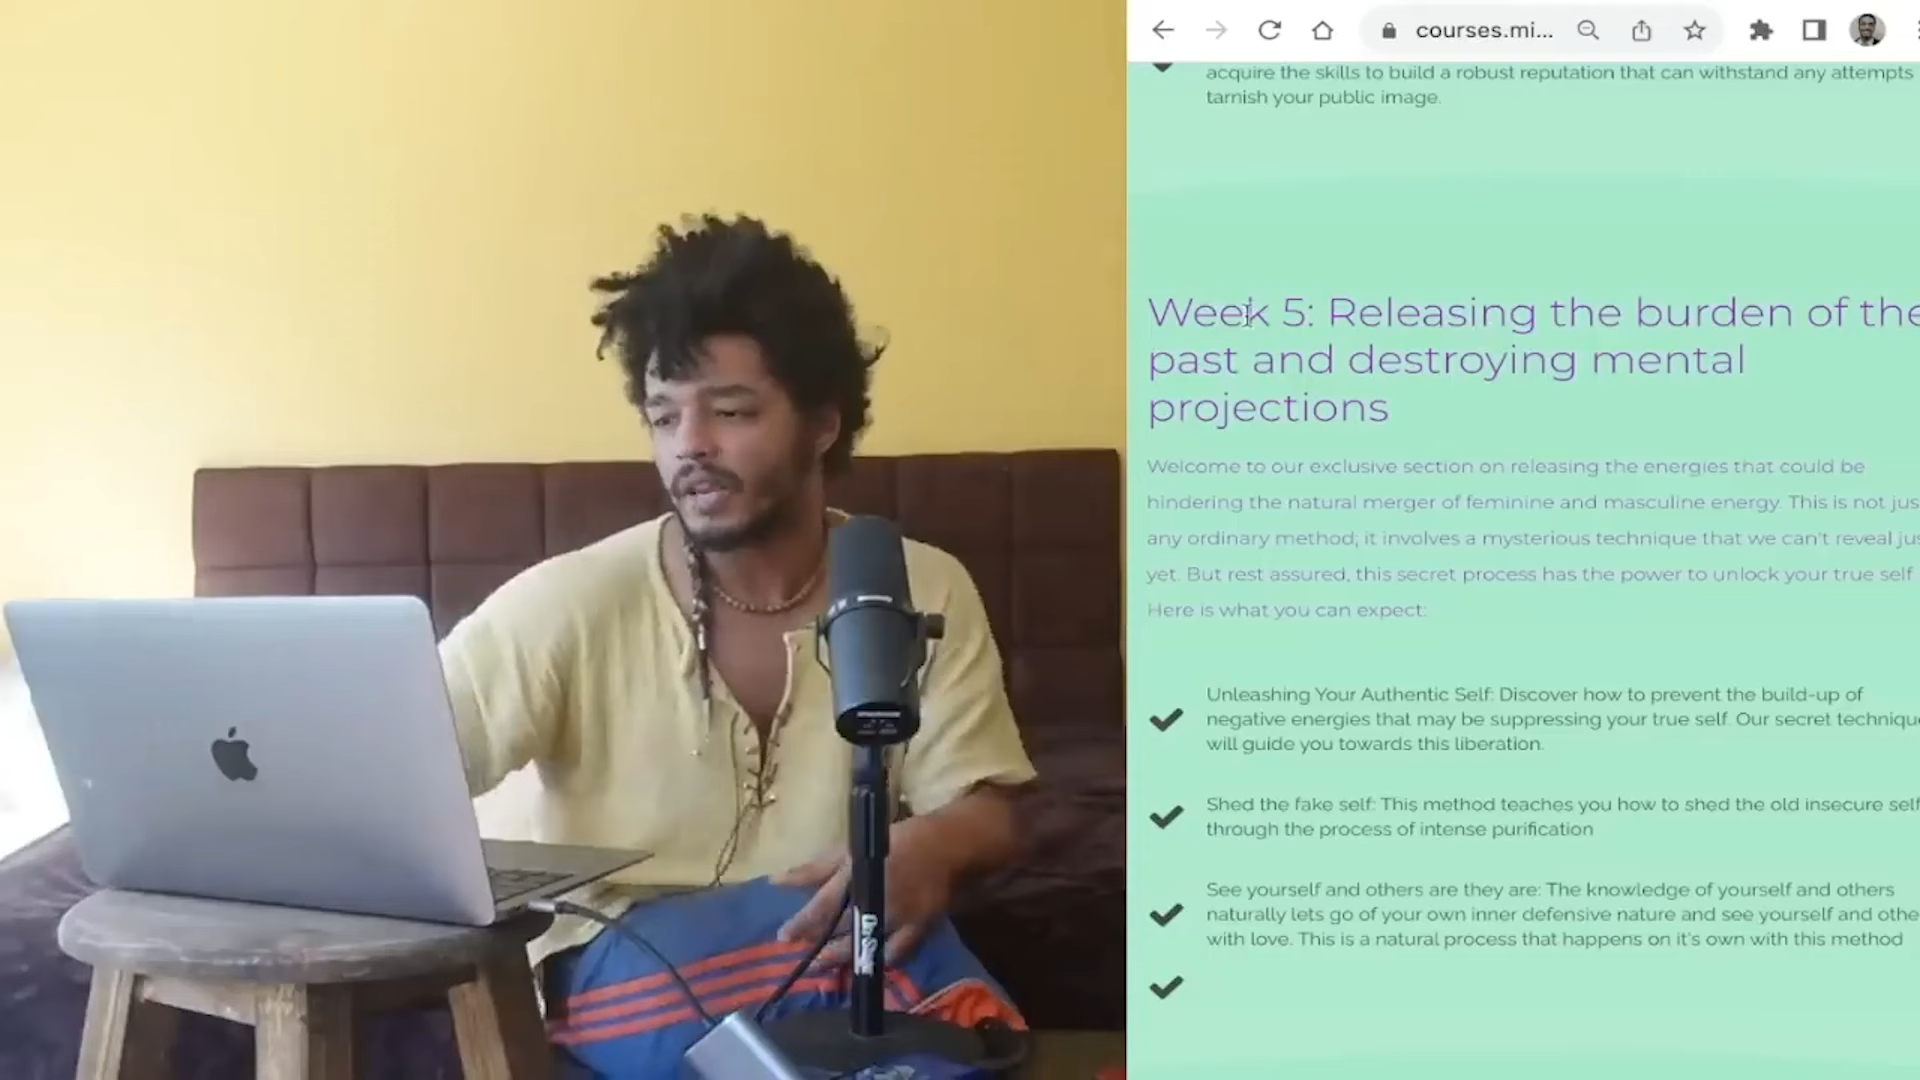 courses.mi...
acquire the skills to build a robust reputation that can withstand any attempts
tarnish your public image.
Week 5: Releasing the burden of the
past and destroying mental
projections
Welcome to our exclusive section on releasing the energies that could be
hindering the natural merger of feminine and masculine energy. This is not jus
any ordinary method; it involves a mysterious technique that we can't reveal jus
yet. But rest assured, this secret process has the power to unlock your true self
Here is what you can expect:
Unleashing Your Authentic Self: Discover how to prevent the build-up of
negative energies that may be suppressing your true self. Our secret technique
will guide you towards this liberation.
Shed the fake self: This method teaches you how to shed the old insecure self
through the process of intense purification
See yourself and others are they are: The knowledge of yourself and others
naturally lets go of your own inner defensive nature and see yourself and othe
with love. This is a natural process that happens on it's own with this method
On-Stage